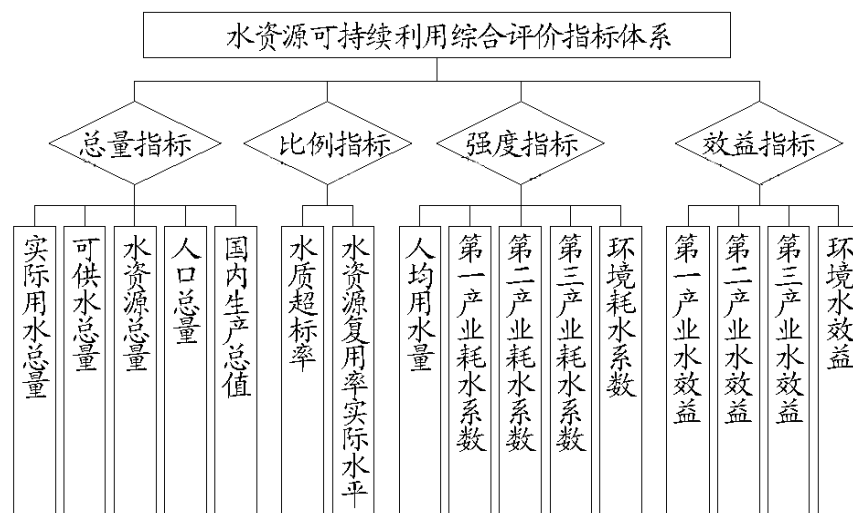 水资源可持续利用综合评价指标体系
总量指标
比例指标
强度指标
效益指标
实际用水总量
可供水总量
水资源总量
人口总量
国内生产总值
水质超标率
水资源复用率实际水平
人均用水量
第一产业耗水系数
第二产业耗水系数
第三产业耗水系数
环境耗水系数
第一产业水效益
第二产业水效益
第三产业水效益
环境水效益